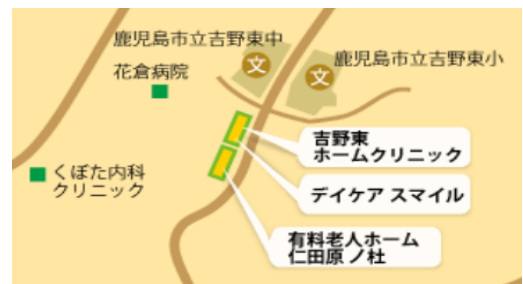 鹿児島市立吉野東中
文
鹿児島市立吉野東小
文
花倉病院
吉野東
ホームクリニック
くぼた内科
クリニック
デイケア スマイル
有料老人ホーム
仁田原ノ杜